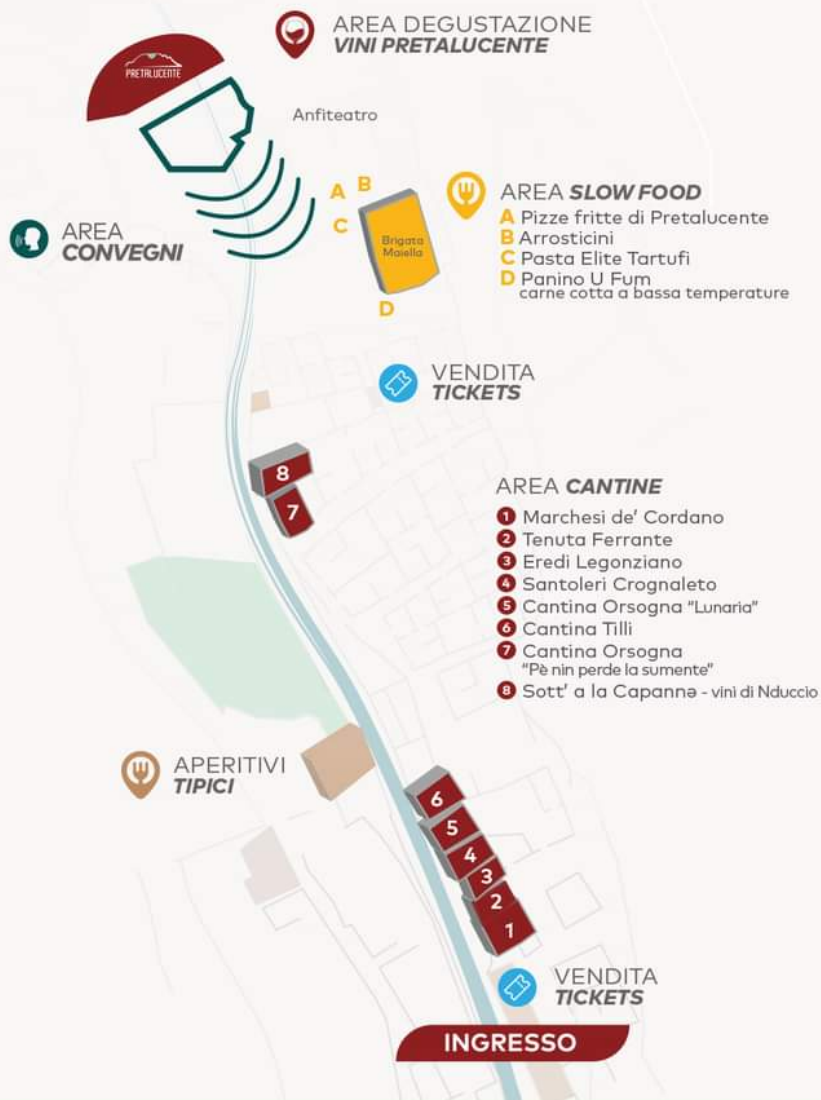 AREA DEGUSTAZIONE
VINI PRETALUCENTE
PRETALUCENTE
Anfiteatro
AREA
CONVEGNI
A
B
C
D
Brigata
Maiella
AREA SLOW FOOD
A Pizze fritte di Pretalucente
B Arrosticini
C Pasta Elite Tartufi
D Panino U Fum
carne cotta a bassa temperature
VENDITA
TICKETS
8
7
AREA CANTINE
1 Marchesi de' Cordano
2 Tenuta Ferrante
3 Eredi Legonziano
4 Santoleri Crognaleto
5 Cantina Orsogna "Lunaria"
6 Cantina Tilli
7 Cantina Orsogna
"Pè nin perde la sumente"
8 Sott' a la Capannə - vini di Nduccio
APERITIVI
TIPICI
6
5
4
3
2
1
VENDITA
TICKETS
INGRESSO